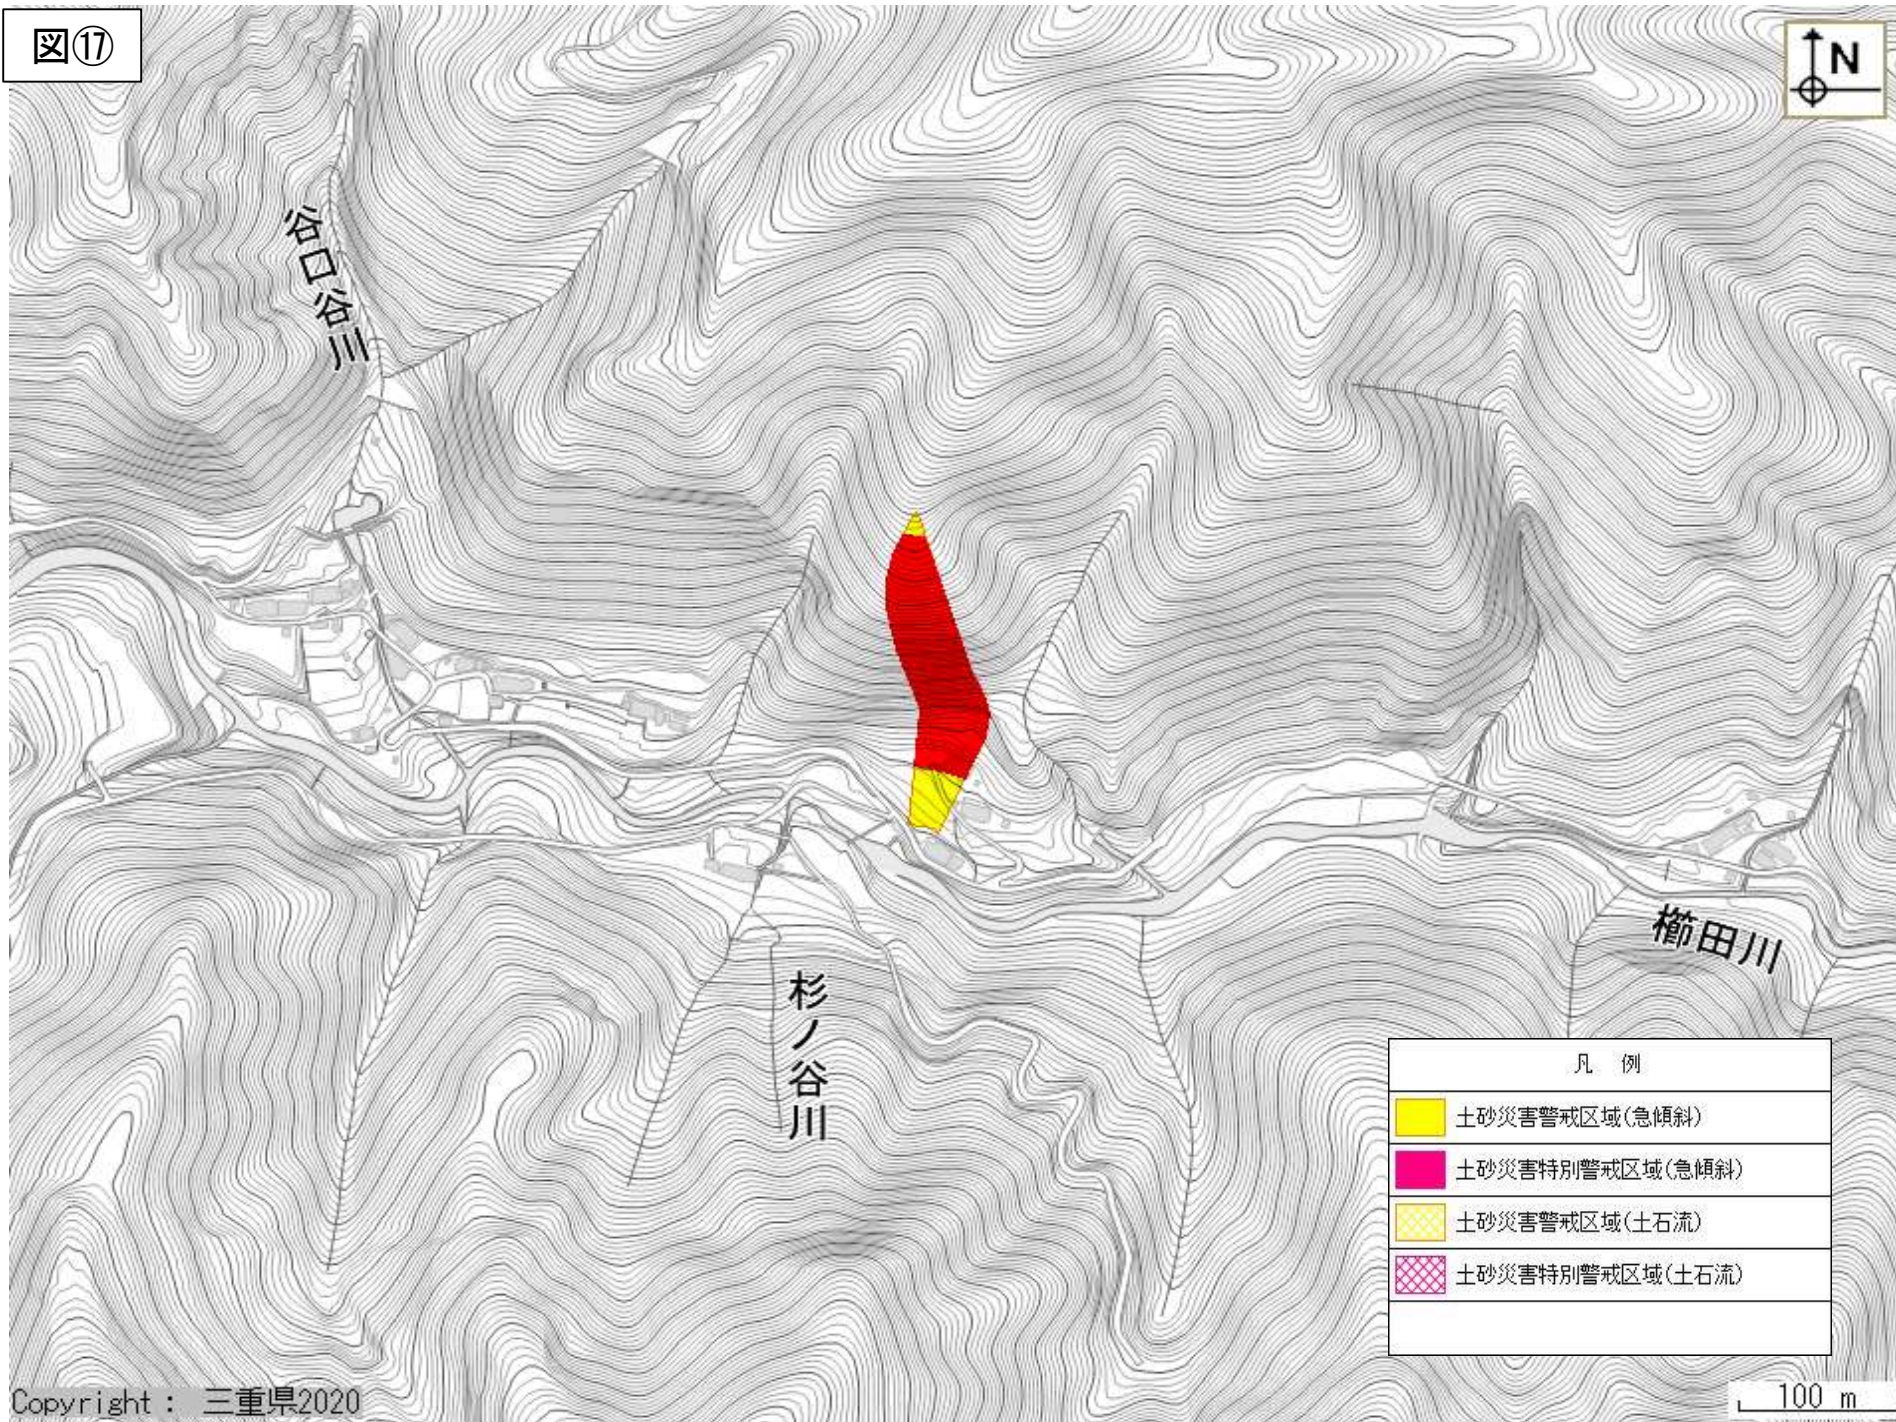 図⑰
N
谷口谷川
櫛田川
杉ノ谷川
凡 例
土砂災害警戒区域(急傾斜)
土砂災害特別警戒区域(急傾斜)
土砂災害警戒区域(土石流)
土砂災害特別警戒区域(土石流)
Copyright : 三重県2020
100 m